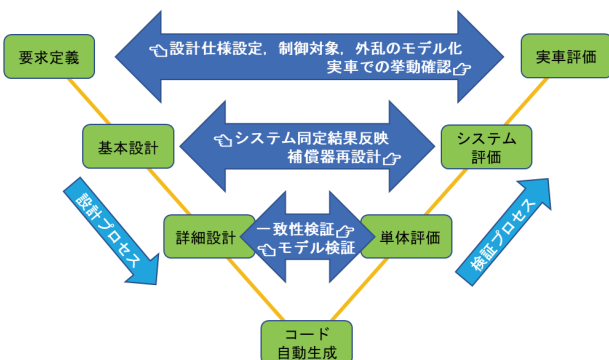 要求定義
☜設計仕様設定，制御対象，外乱のモデル化
実車での挙動確認☞
実車評価
基本設計
☜システム同定結果反映
補償器再設計☞
システム
評価
設計プロセス
詳細設計
一致性検証☞
☜モデル検証
単体評価
検証プロセス
コード
自動生成